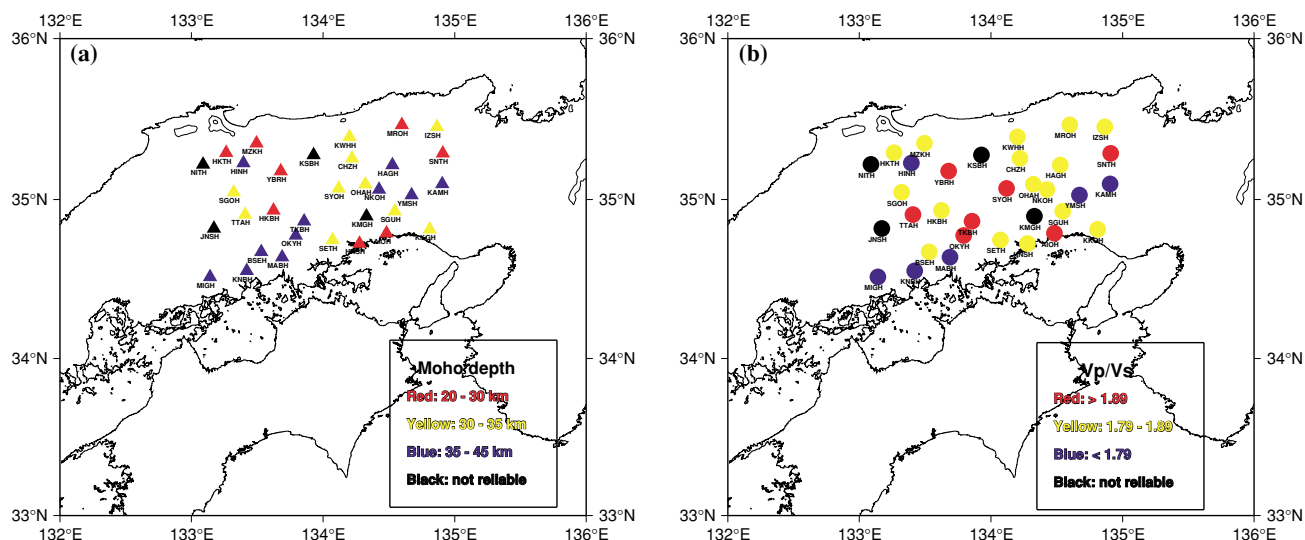 132°E 133°E 134°E 135°E 136°E
36°N 36°N
(a)
MROH
IZSH
KWHH
MZKH
HKTH
KSBH
CHZH
SNTH
NITH
HINH
YBRH
HAGH
SYOH
OHAH
NKOH
KAMH
SGOH
YMSH
35°N 35°N
TTAH
HKBH
TKBH
KMGH
SGUH
JNSH
OKYH
SETH
AIOH
BSEH
MABH
MIGH
34°N 34°N
Moho depth
Red: 20 - 30 km
Yellow: 30 - 35 km
Blue: 35 - 45 km
Black: not reliable
33°N 33°N
132°E 133°E 134°E 135°E 136°E
132°E 133°E 134°E 135°E 136°E
36°N 36°N
(b)
MROH
IZSH
KWHH
MZKH
HKTH
KSBH
CHZH
SNTH
NITH
HINH
YBRH
HAGH
SYOH
OHAH
NKOH
KAMH
SGOH
YMSH
35°N 35°N
TTAH
HKBH
TKBH
KMGH
SGUH
JNSH
OKYH
SETH
AIOH
BSEH
MABH
MIGH
34°N 34°N
Vp/Vs
Red: > 1.89
Yellow: 1.79 - 1.89
Blue: < 1.79
Black: not reliable
33°N 33°N
132°E 133°E 134°E 135°E 136°E